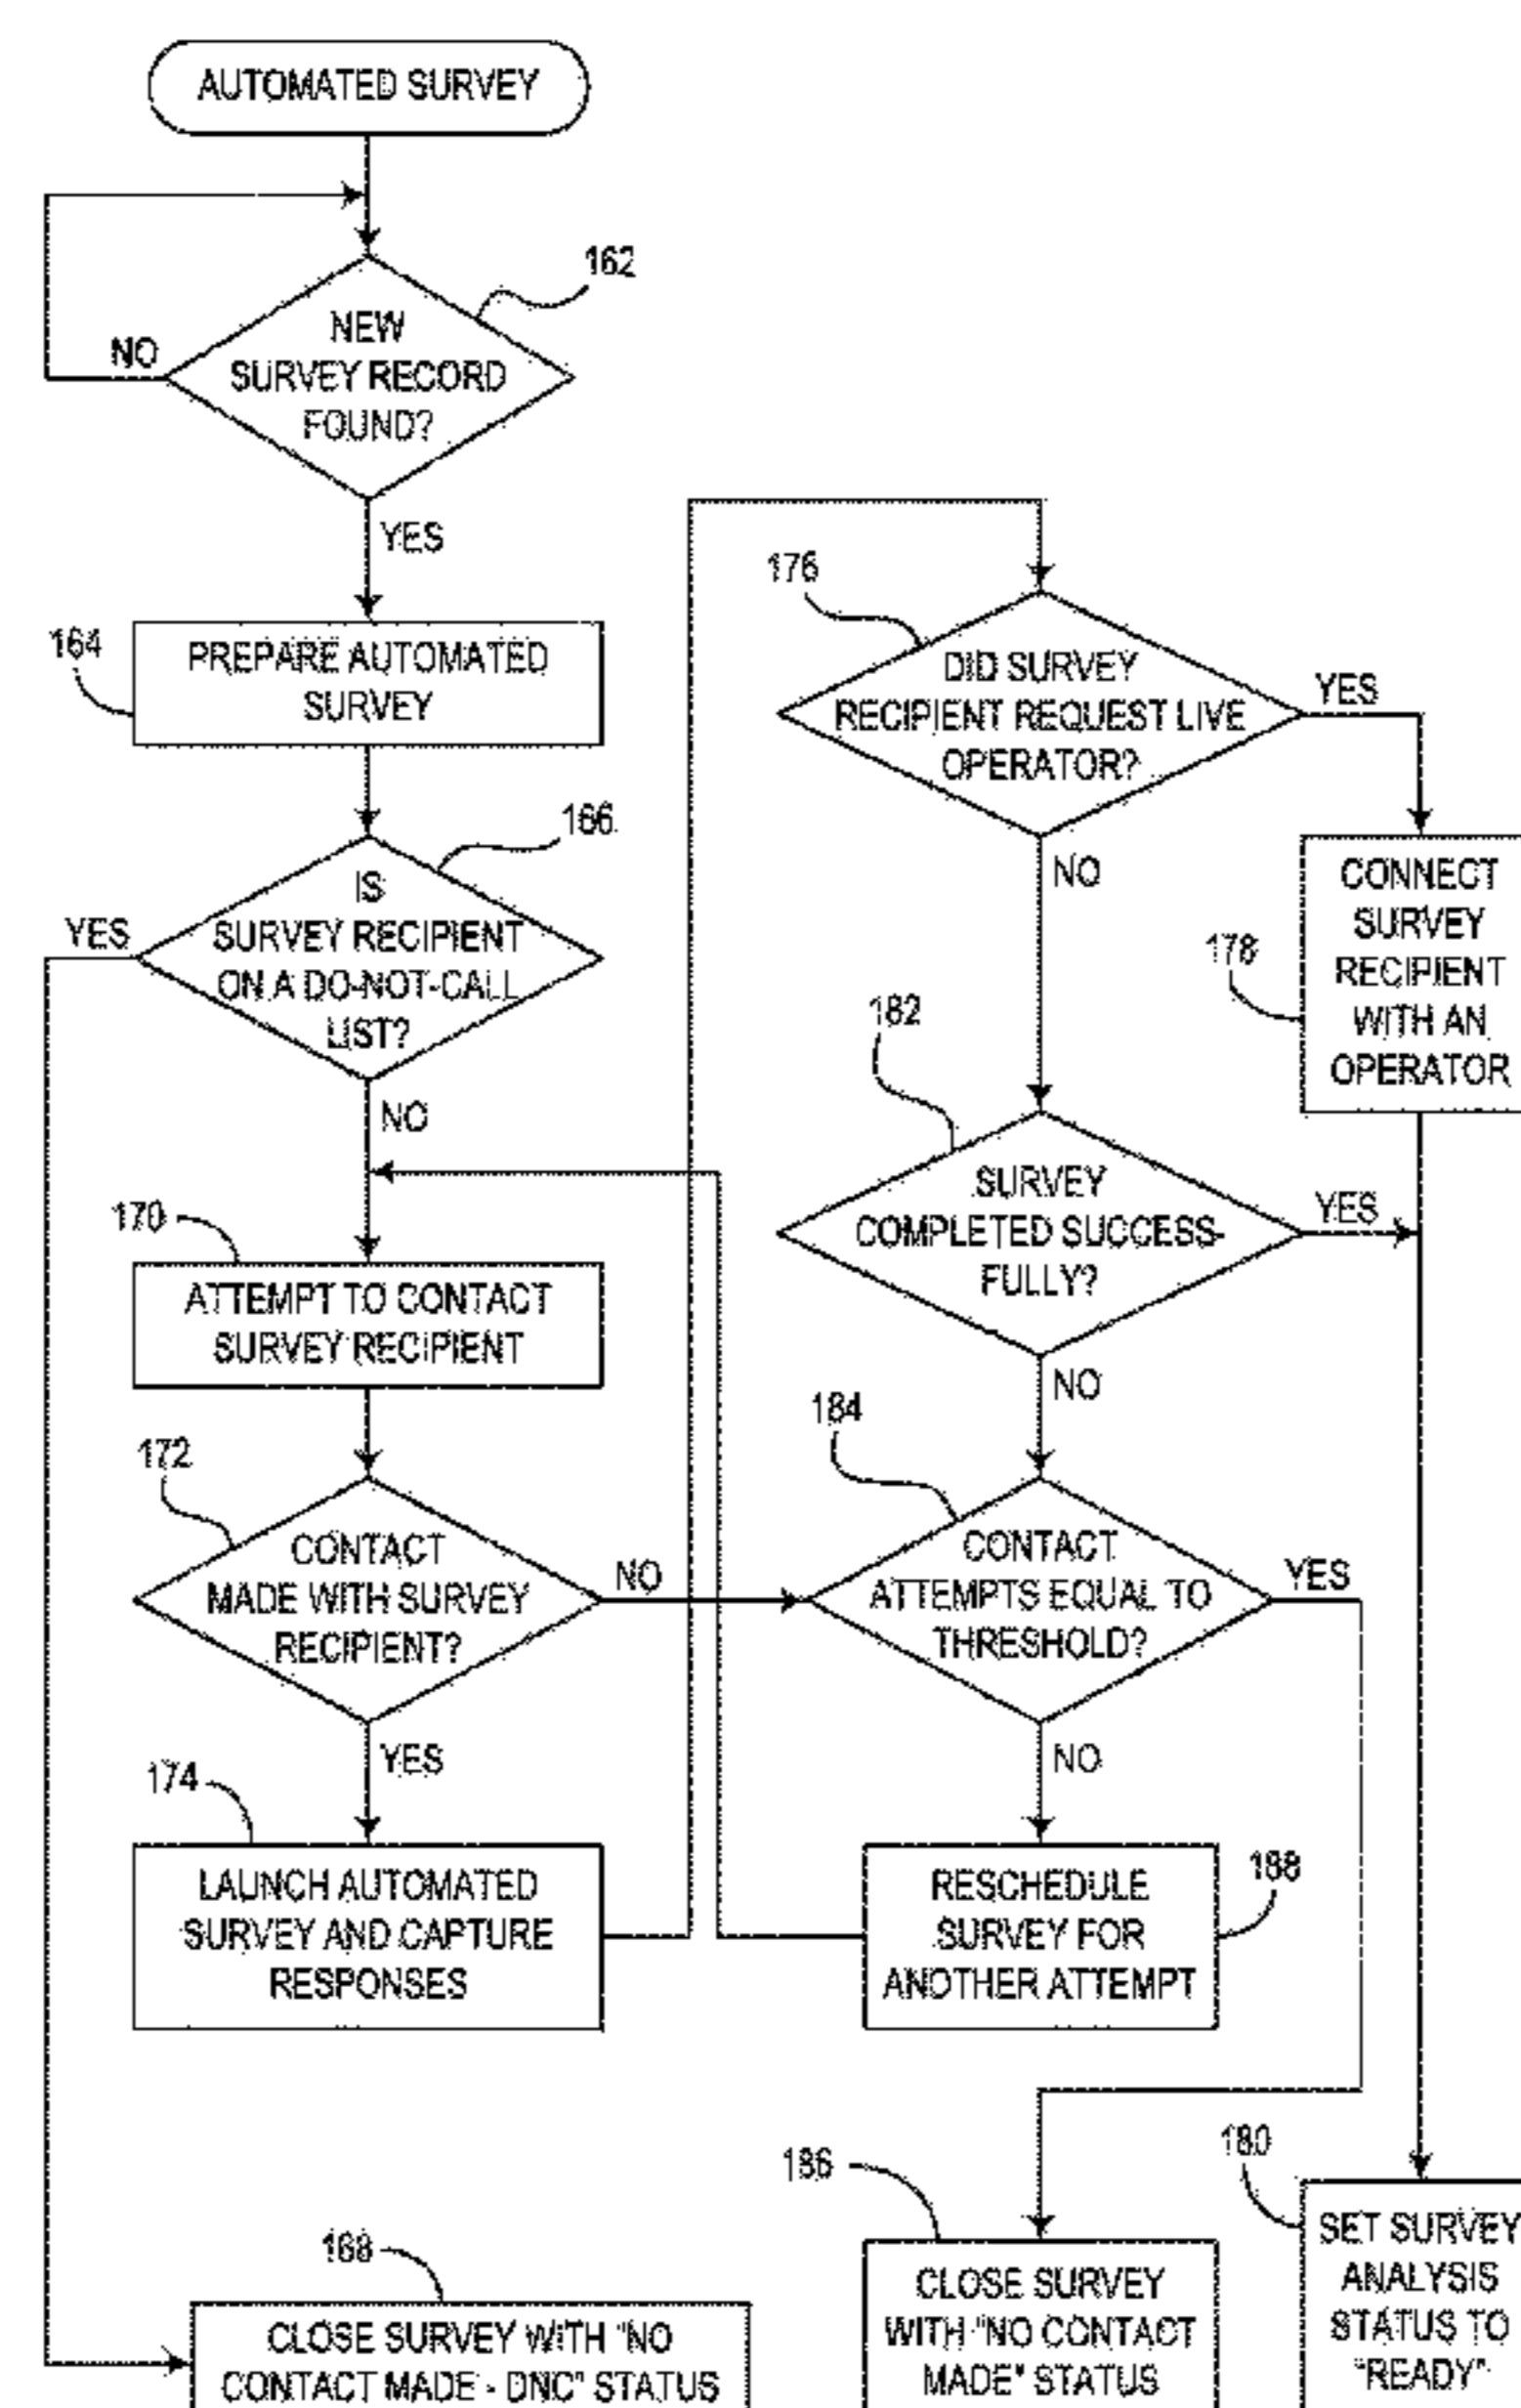 AUTOMATED SURVEY
162
NEW
SURVEY RECORD
FOUND?
NO
YES
164
PREPARE AUTOMATED
SURVEY
166
IS
SURVEY RECIPIENT
ON A DO-NOT-CALL
LIST?
YES
NO
170
ATTEMPT TO CONTACT
SURVEY RECIPIENT
172
CONTACT
MADE WITH SURVEY
RECIPIENT?
NO
YES
174
LAUNCH AUTOMATED
SURVEY AND CAPTURE
RESPONSES
168
CLOSE SURVEY WITH "NO
CONTACT MADE - DNC" STATUS
176
DID SURVEY
RECIPIENT REQUEST LIVE
OPERATOR?
YES
NO
178
CONNECT
SURVEY
RECIPIENT
WITH AN
OPERATOR
182
SURVEY
COMPLETED SUCCESS-
FULLY?
YES
NO
184
CONTACT
ATTEMPTS EQUAL TO
THRESHOLD?
YES
NO
188
RESCHEDULE
SURVEY FOR
ANOTHER ATTEMPT
186
CLOSE SURVEY
WITH "NO CONTACT
MADE" STATUS
180
SET SURVEY
ANALYSIS
STATUS TO
"READY"